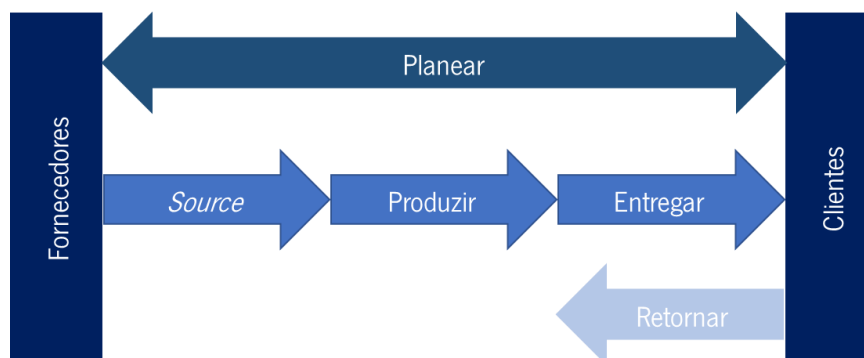 Planear
Fornecedores
Source
Produzir
Entregar
Clientes
Retornar